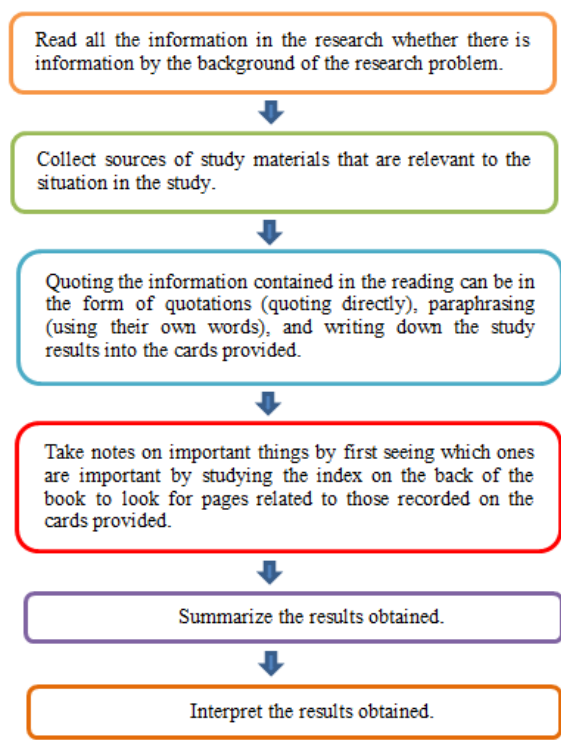 Read all the information in the research whether there is
information by the background of the research problem.
Collect sources of study materials that are relevant to the
situation in the study.
Quoting the information contained in the reading can be in
the form of quotations (quoting directly), paraphrasing
(using their own words), and writing down the study
results into the cards provided.
Take notes on important things by first seeing which ones
are important by studying the index on the back of the
book to look for pages related to those recorded on the
cards provided.
Summarize the results obtained.
Interpret the results obtained.